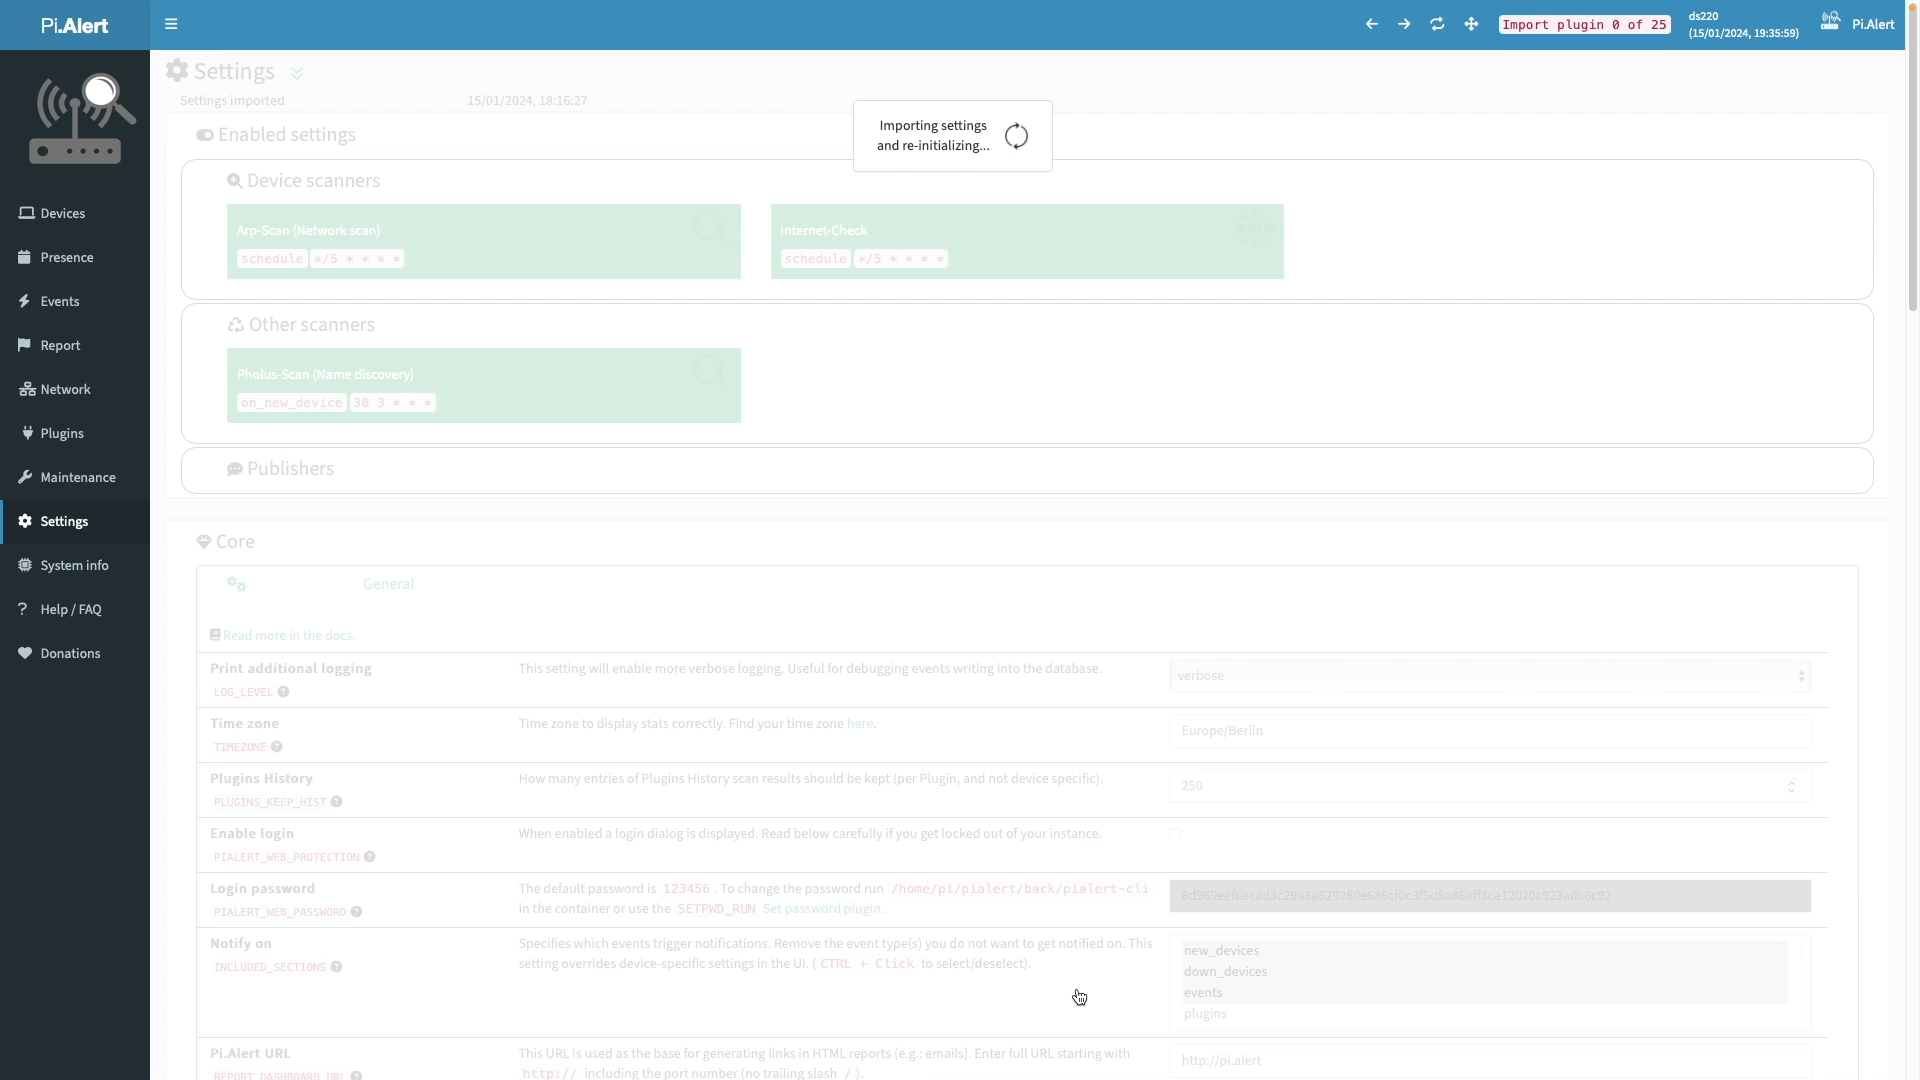 Pi.Alert
Import plugin 0 of 25
ds220
(15/01/2024, 19:35:59)
Pi.Alert
Devices
Presence
Events
Report
Network
Plugins
Maintenance
Settings
System info
? Help / FAQ
Donations
Settings
Settings imported 15/01/2024, 18:16:27
Importing settings
and re-initializing...
Enabled settings
Device scanners
Arp-Scan (Network scan)
schedule */5 * * * *
Internet-Check
schedule */5 * * * *
Other scanners
Pholus-Scan (Name discovery)
on_new_device 30 3 * * *
Publishers
Core
General
Read more in the docs.
Print additional logging
LOG_LEVEL
This setting will enable more verbose logging. Useful for debugging events writing into the database.
verbose
Time zone
TIMEZONE
Time zone to display stats correctly. Find your time zone here.
Europe/Berlin
Plugins History
PLUGINS_KEEP_HIST
How many entries of Plugins History scan results should be kept (per Plugin, and not device specific).
250
Enable login
PIALERT_WEB_PROTECTION
When enabled a login dialog is displayed. Read below carefully if you get locked out of your instance.
Login password
PIALERT_WEB_PASSWORD
The default password is 123456 . To change the password run /home/pi/pialert/back/pialert-cli
in the container or use the SETPWD_RUN Set password plugin.
8d969eef6ecad3c29a3a629280e686cf0c3f5d5a86aff3ca12020c923adc6c92
Notify on
INCLUDED_SECTIONS
Specifies which events trigger notifications. Remove the event type(s) you do not want to get notified on. This
setting overrides device-specific settings in the UI. ( CTRL + Click to select/deselect).
new_devices
down_devices
events
plugins
Pi.Alert URL
REPORT_DASHBOARD_URL
This URL is used as the base for generating links in HTML reports (e.g.: emails). Enter full URL starting with
http:// including the port number (no trailing slash / ).
http://pi.alert